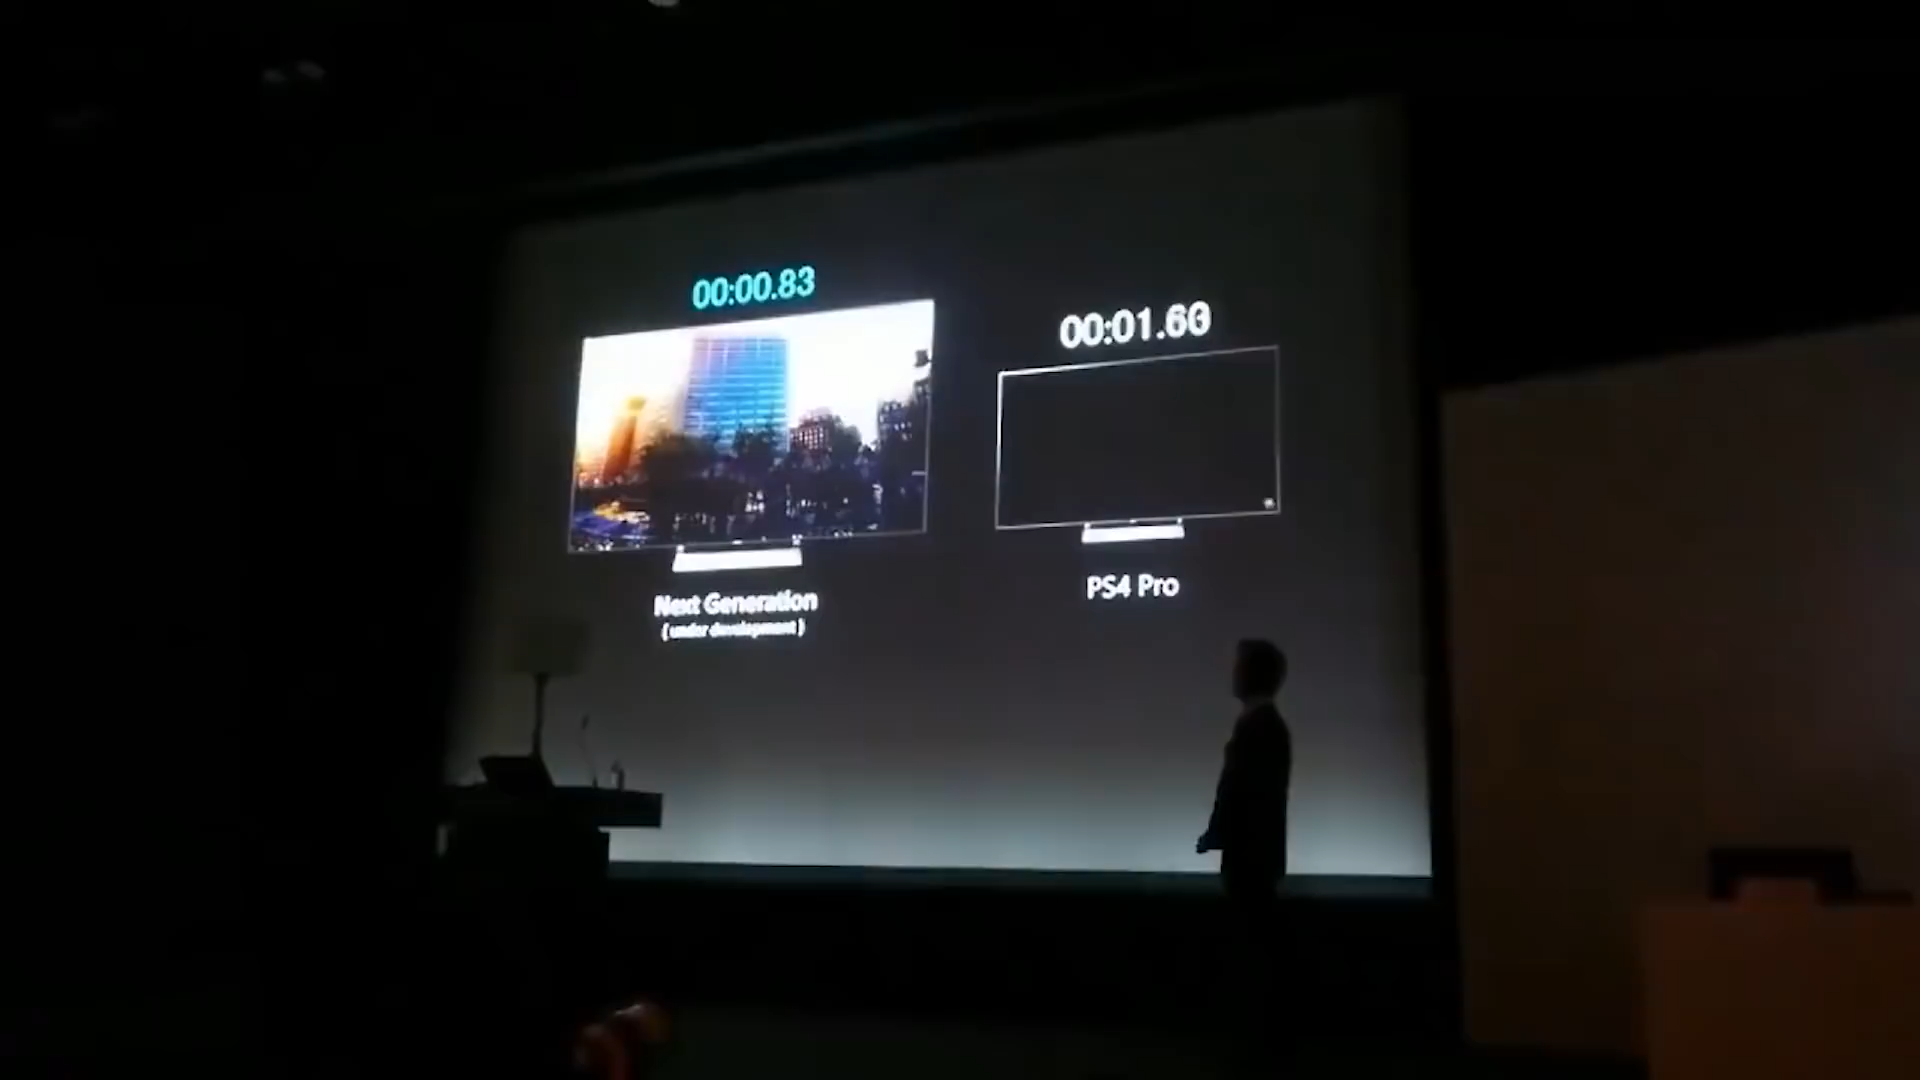 00:00.83
00:01.60
Next Generation
( under development )
PS4 Pro